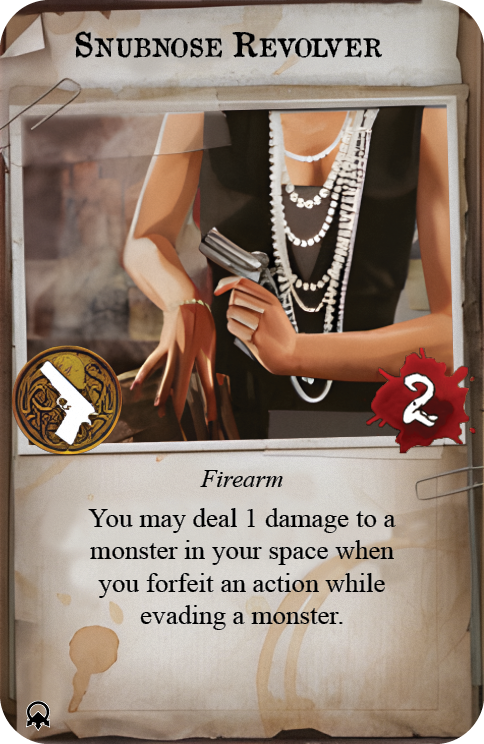 Snubnose Revolver
2
Firearm
You may deal 1 damage to a
monster in your space when
you forfeit an action while
evading a monster.